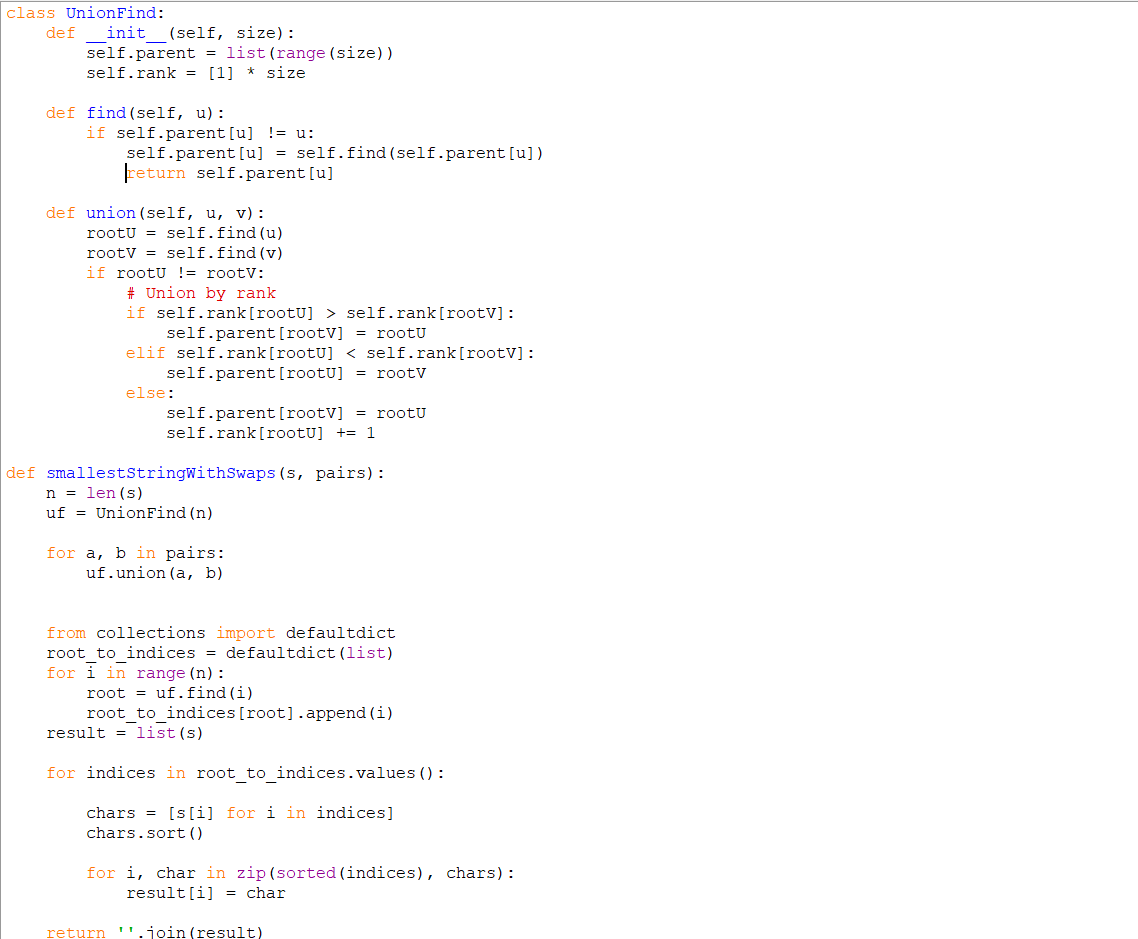 class UnionFind:
    def __init__(self, size):
        self.parent = list(range(size))
        self.rank = [1] * size

    def find(self, u):
        if self.parent[u] != u:
            self.parent[u] = self.find(self.parent[u])
            return self.parent[u]

    def union(self, u, v):
        rootU = self.find(u)
        rootV = self.find(v)
        if rootU != rootV:
            # Union by rank
            if self.rank[rootU] > self.rank[rootV]:
                self.parent[rootV] = rootU
            elif self.rank[rootU] < self.rank[rootV]:
                self.parent[rootU] = rootV
            else:
                self.parent[rootV] = rootU
                self.rank[rootU] += 1

def smallestStringWithSwaps(s, pairs):
    n = len(s)
    uf = UnionFind(n)

    for a, b in pairs:
        uf.union(a, b)


    from collections import defaultdict
    root_to_indices = defaultdict(list)
    for i in range(n):
        root = uf.find(i)
        root_to_indices[root].append(i)
    result = list(s)

    for indices in root_to_indices.values():

        chars = [s[i] for i in indices]
        chars.sort()

        for i, char in zip(sorted(indices), chars):
            result[i] = char

    return ''.join(result)